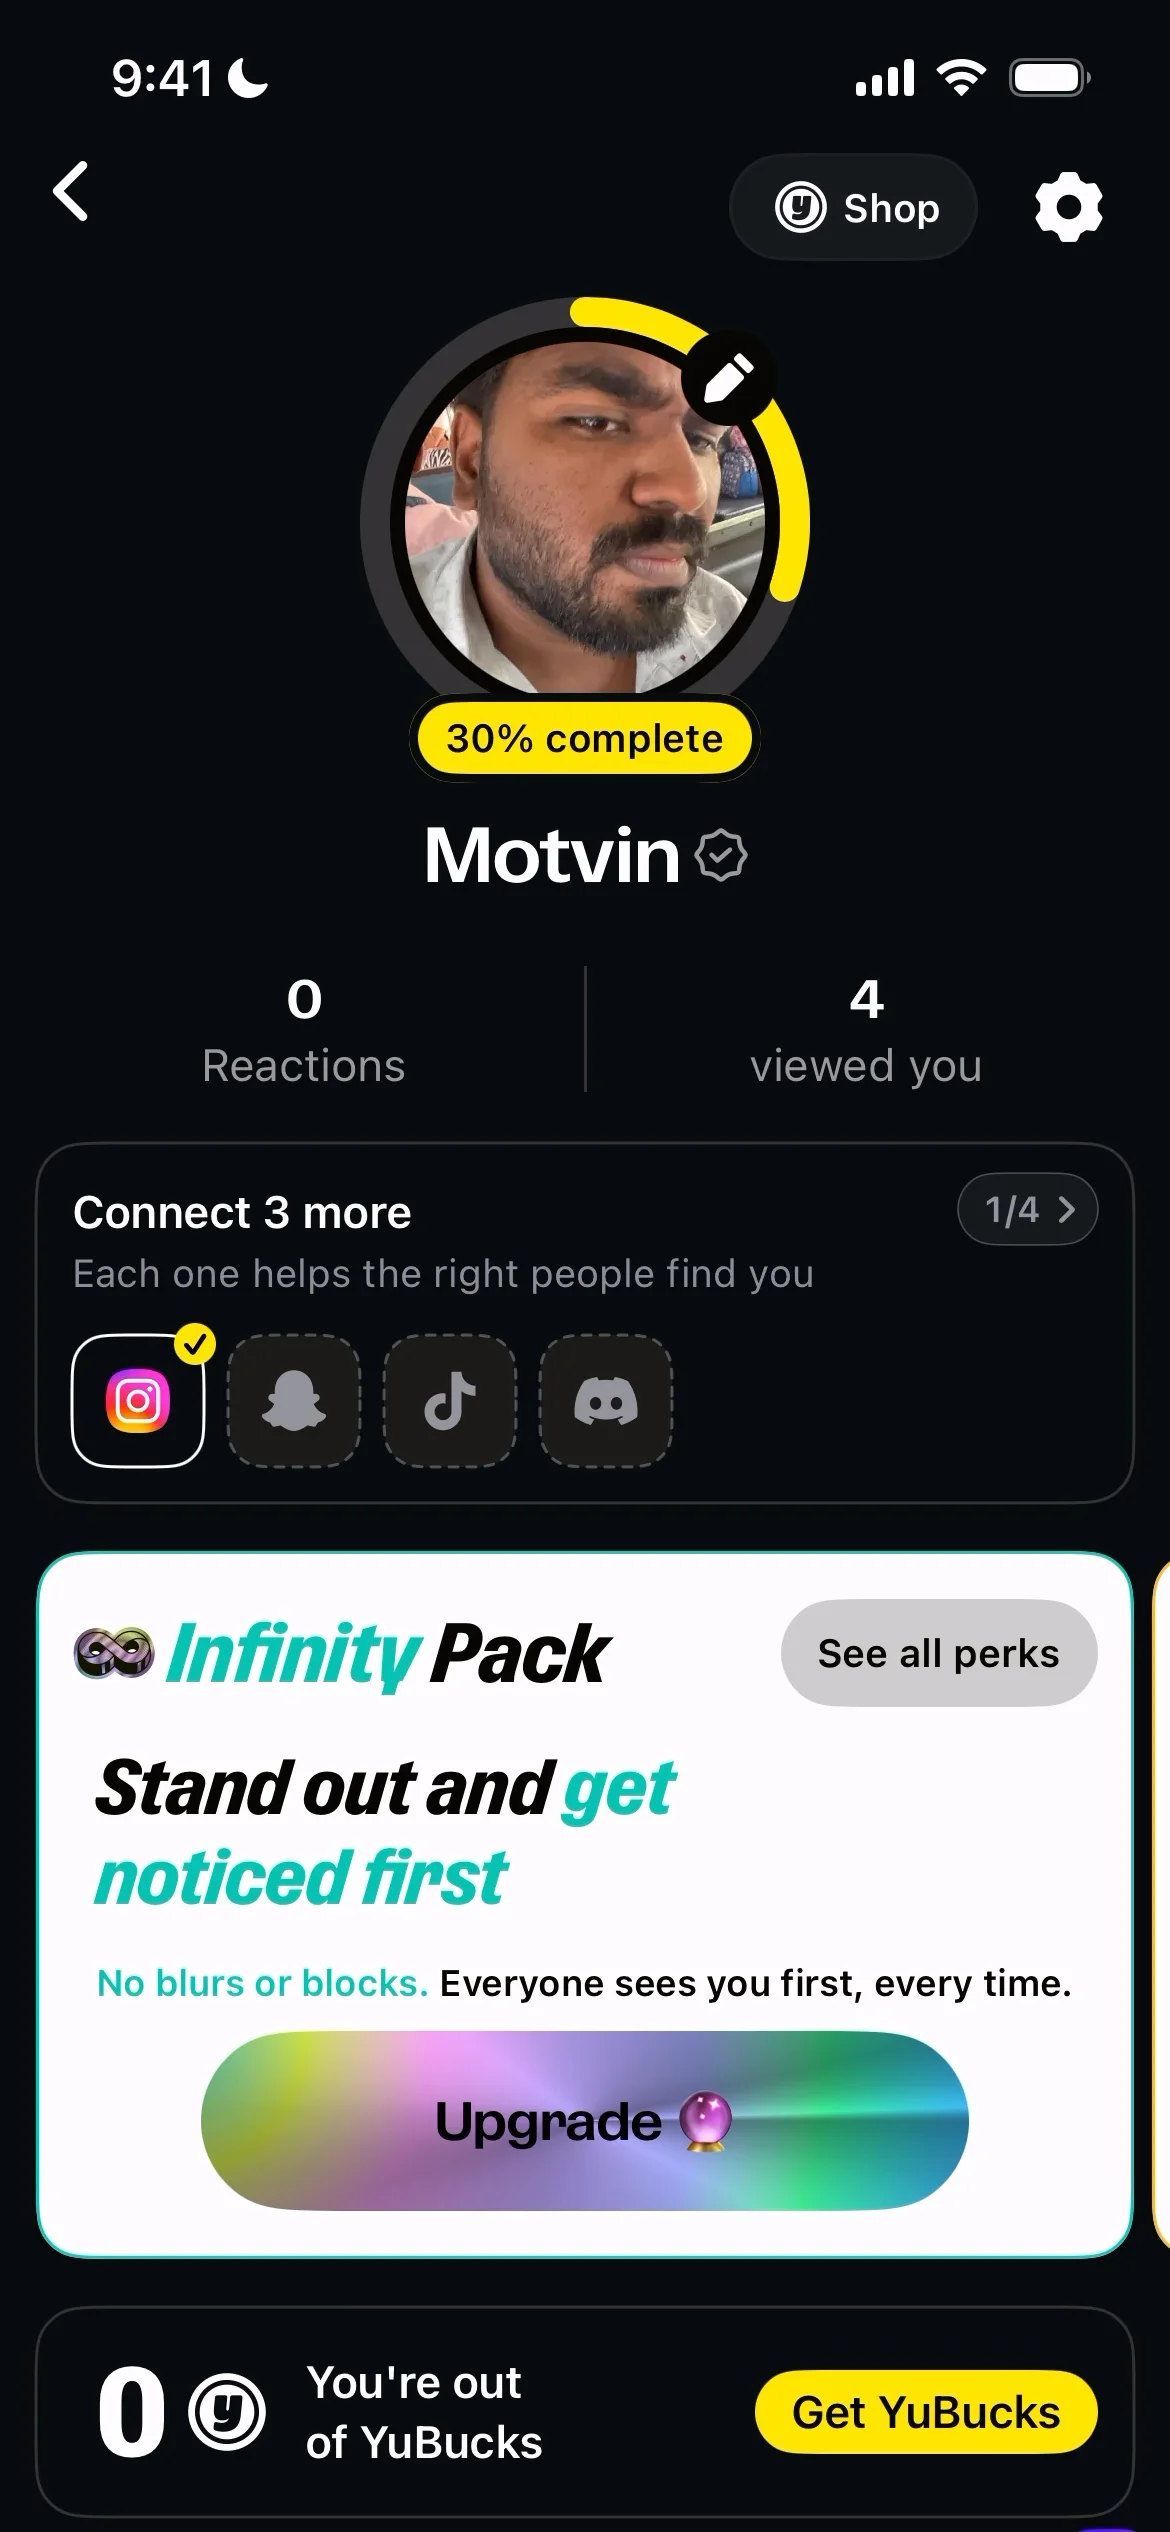 9:41
Shop
30% complete
Motvin
0
Reactions
4
viewed you
Connect 3 more
1/4
Each one helps the right people find you
Infinity Pack
See all perks
Stand out and get
noticed first
No blurs or blocks. Everyone sees you first, every time.
Upgrade
0
You're out
of YuBucks
Get YuBucks